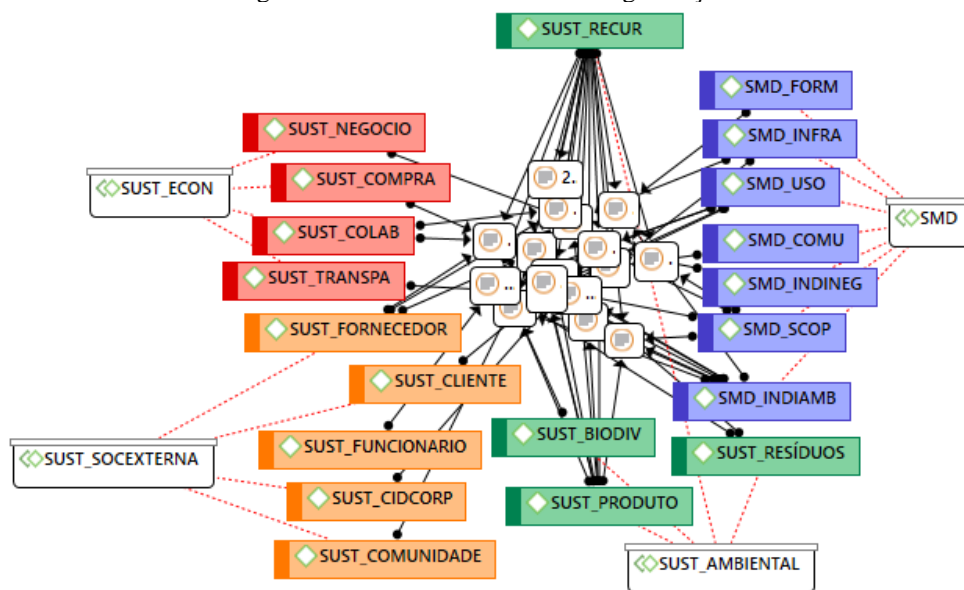 SUST_RECUR
SMD_FORM
SUST_NEGOCIO
SMD_INFRA
SUST_ECON
SUST_COMPRA
2.
SMD_USO
SUST_COLAB
SMD
SMD_COMU
SUST_TRANSPA
SMD_INDINEG
SUST_FORNECEDOR
SMD_SCOP
SUST_CLIENTE
SMD_INDIAMB
SUST_FUNCIONARIO
SUST_BIODIV
SUST_RESÍDUOS
SUST_SOCEXTERNA
SUST_CIDCORP
SUST_PRODUTO
SUST_COMUNIDADE
SUST_AMBIENTAL